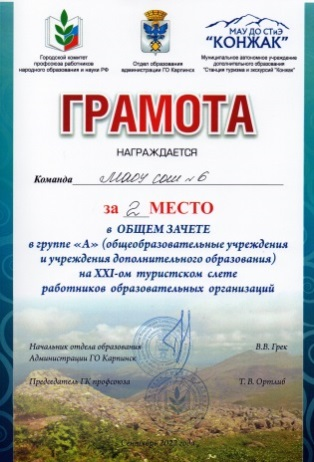 Городской комитет
профсоюза работников
народного образования и науки РФ
Отдел образования
администрации ГО Карпинск
МАУ ДО СТиЭ
"КОНЖАК"
Муниципальное автономное учреждение
дополнительного образования
"Станция туризма и экскурсий "Конжак"
ГРАМОТА
НАГРАЖДАЕТСЯ
Команда МАОУ СОШ №6
за 2 МЕСТО
в ОБЩЕМ ЗАЧЕТЕ
в группе «А» (общеобразовательные учреждения
и учреждения дополнительного образования)
на XXI-ом туристском слете
работников образовательных организаций
Начальник отдела образования
Администрации ГО Карпинск
В.В. Грек
Председатель ГК профсоюза
Т. В. Ортлиб